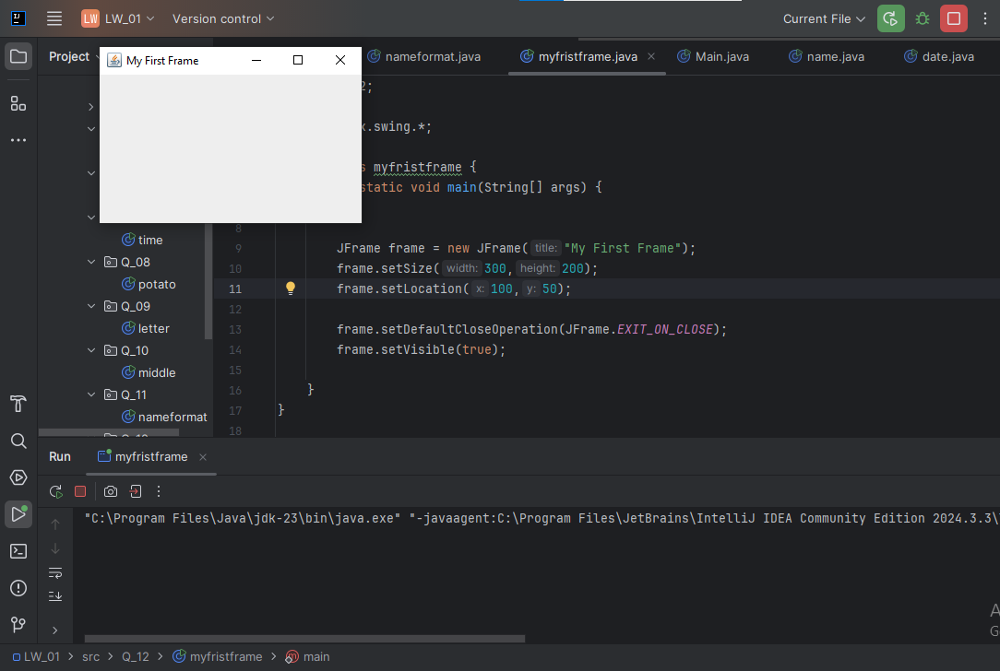 LW LW_01 Version control Current File
Project
My First Frame
nameformat.java myfristframe.java Main.java name.java date.java
2;
x.swing.*;
s myfristframe {
static void main(String[] args) {
8
9 JFrame frame = new JFrame( title: "My First Frame");
10 frame.setSize( width: 300, height: 200);
11 frame.setLocation( x: 100, y: 50);
12
13 frame.setDefaultCloseOperation(JFrame.EXIT_ON_CLOSE);
14 frame.setVisible(true);
15
16 }
17 }
18
time
Q_08
potato
Q_09
letter
Q_10
middle
Q_11
nameformat
Run myfristframe
"C:\Program Files\Java\jdk-23\bin\java.exe" "-javaagent:C:\Program Files\JetBrains\IntelliJ IDEA Community Edition 2024.3.3\
A
G
LW_01 > src > Q_12 > myfristframe > main